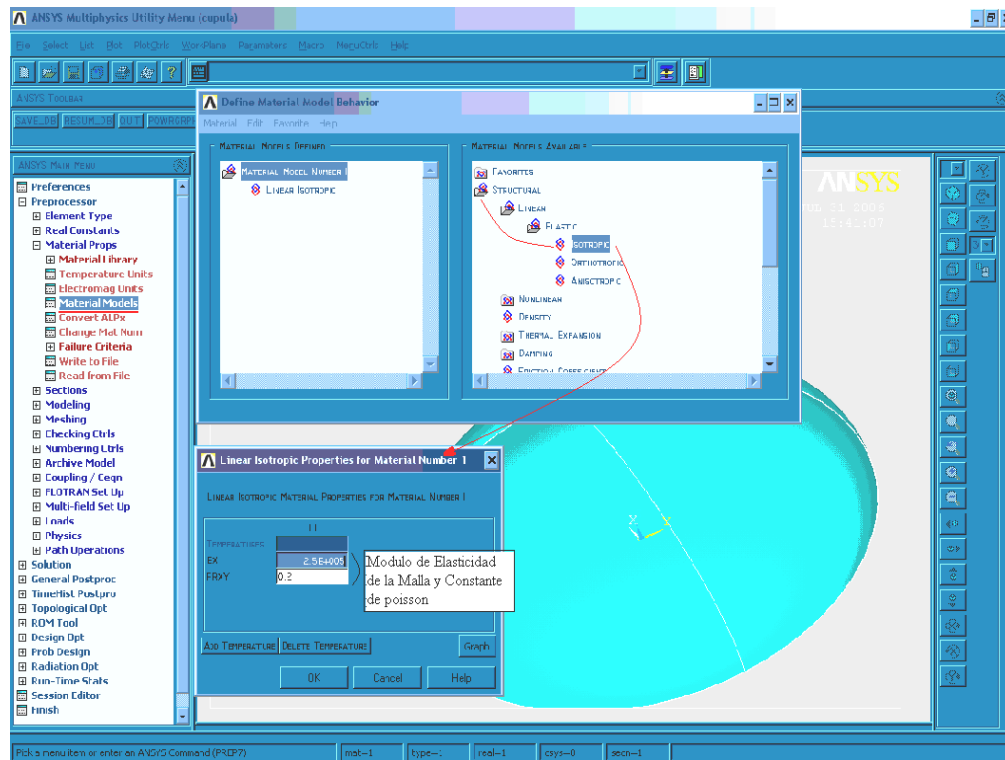 ANSYS Multiphysics Utility Menu (cupula)
File Select List Plot PlotCtrls WorkPlane Parameters Macro MenuCtrls Help
ANSYS Toolbar
SAVE_DB RESUM_DB QUIT POWRGRPH
ANSYS Main Menu
Preferences
Preprocessor
Element Type
Real Constants
Material Props
Material Library
Temperature Units
Electromag Units
Material Models
Convert ALPx
Change Mat Num
Failure Criteria
Write to File
Read from File
Sections
Modeling
Meshing
Checking Ctrls
Numbering Ctrls
Archive Model
Coupling / Ceqn
FLOTRAN Set Up
Multi-field Set Up
Loads
Physics
Path Operations
Solution
General Postproc
TimeHist Postpro
Topological Opt
ROM Tool
Design Opt
Prob Design
Radiation Opt
Run-Time Stats
Session Editor
Finish
Define Material Model Behavior
Material Edit Favorite Help
Material Models Defined
Material Model Number 1
Linear Isotropic
Material Models Available
Favorites
Structural
Linear
Elastic
Isotropic
Orthotropic
Anisotropic
Nonlinear
Density
Thermal Expansion
Damping
Friction Coefficient
ANSYS
15:41:07
Linear Isotropic Properties for Material Number 1
Linear Isotropic Material Properties for Material Number 1
T1
Temperatures
EX 2.5E+005
PRXY 0.2
Modulo de Elasticidad
de la Malla y Constante
de poisson
Add Temperature Delete Temperature Graph
OK Cancel Help
X Y
Pick a menu item or enter an ANSYS Command (PREP7) mat=1 type=1 real=1 csys=0 secn=1